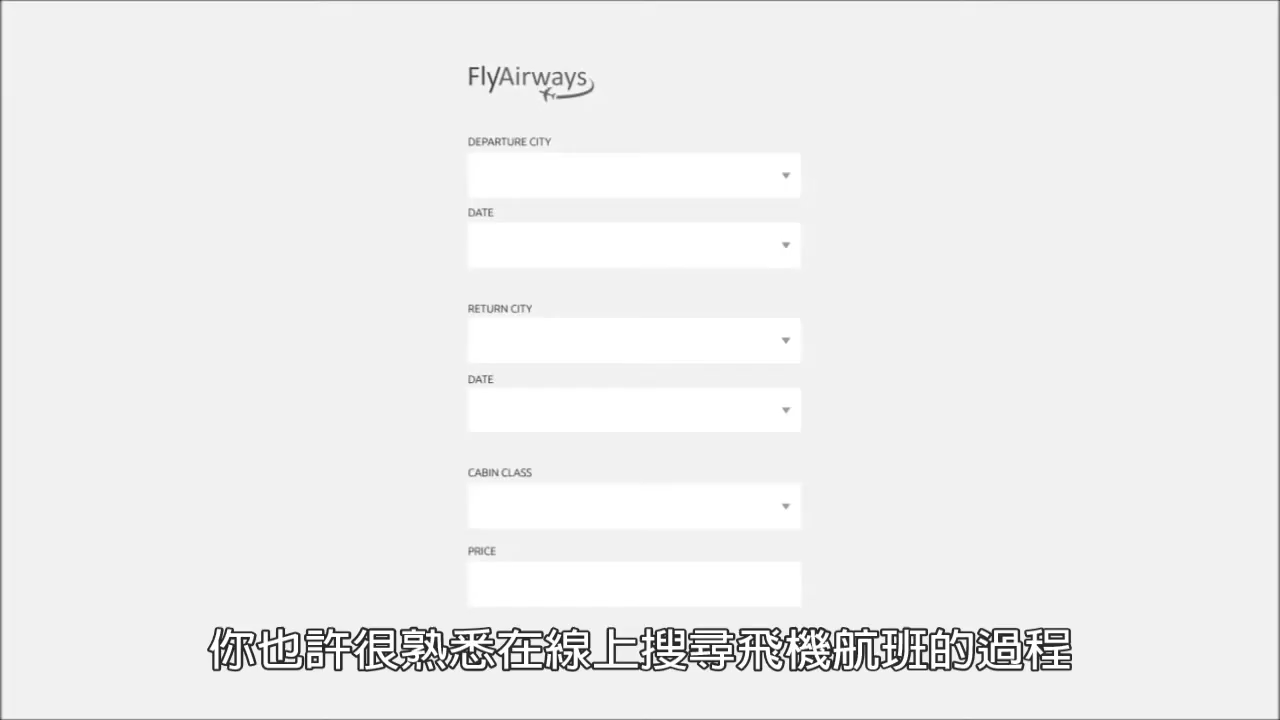 FlyAirways
DEPARTURE CITY
DATE
RETURN CITY
DATE
CABIN CLASS
PRICE
你也許很熟悉在線上搜尋飛機航班的過程